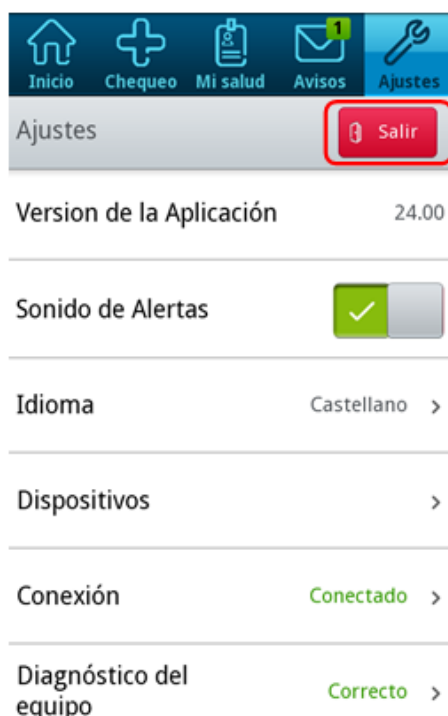 1
Inicio Chequeo Mi salud Avisos Ajustes
Ajustes Salir
Version de la Aplicación 24.00
Sonido de Alertas
Idioma Castellano >
Dispositivos >
Conexión Conectado >
Diagnóstico del
equipo Correcto >